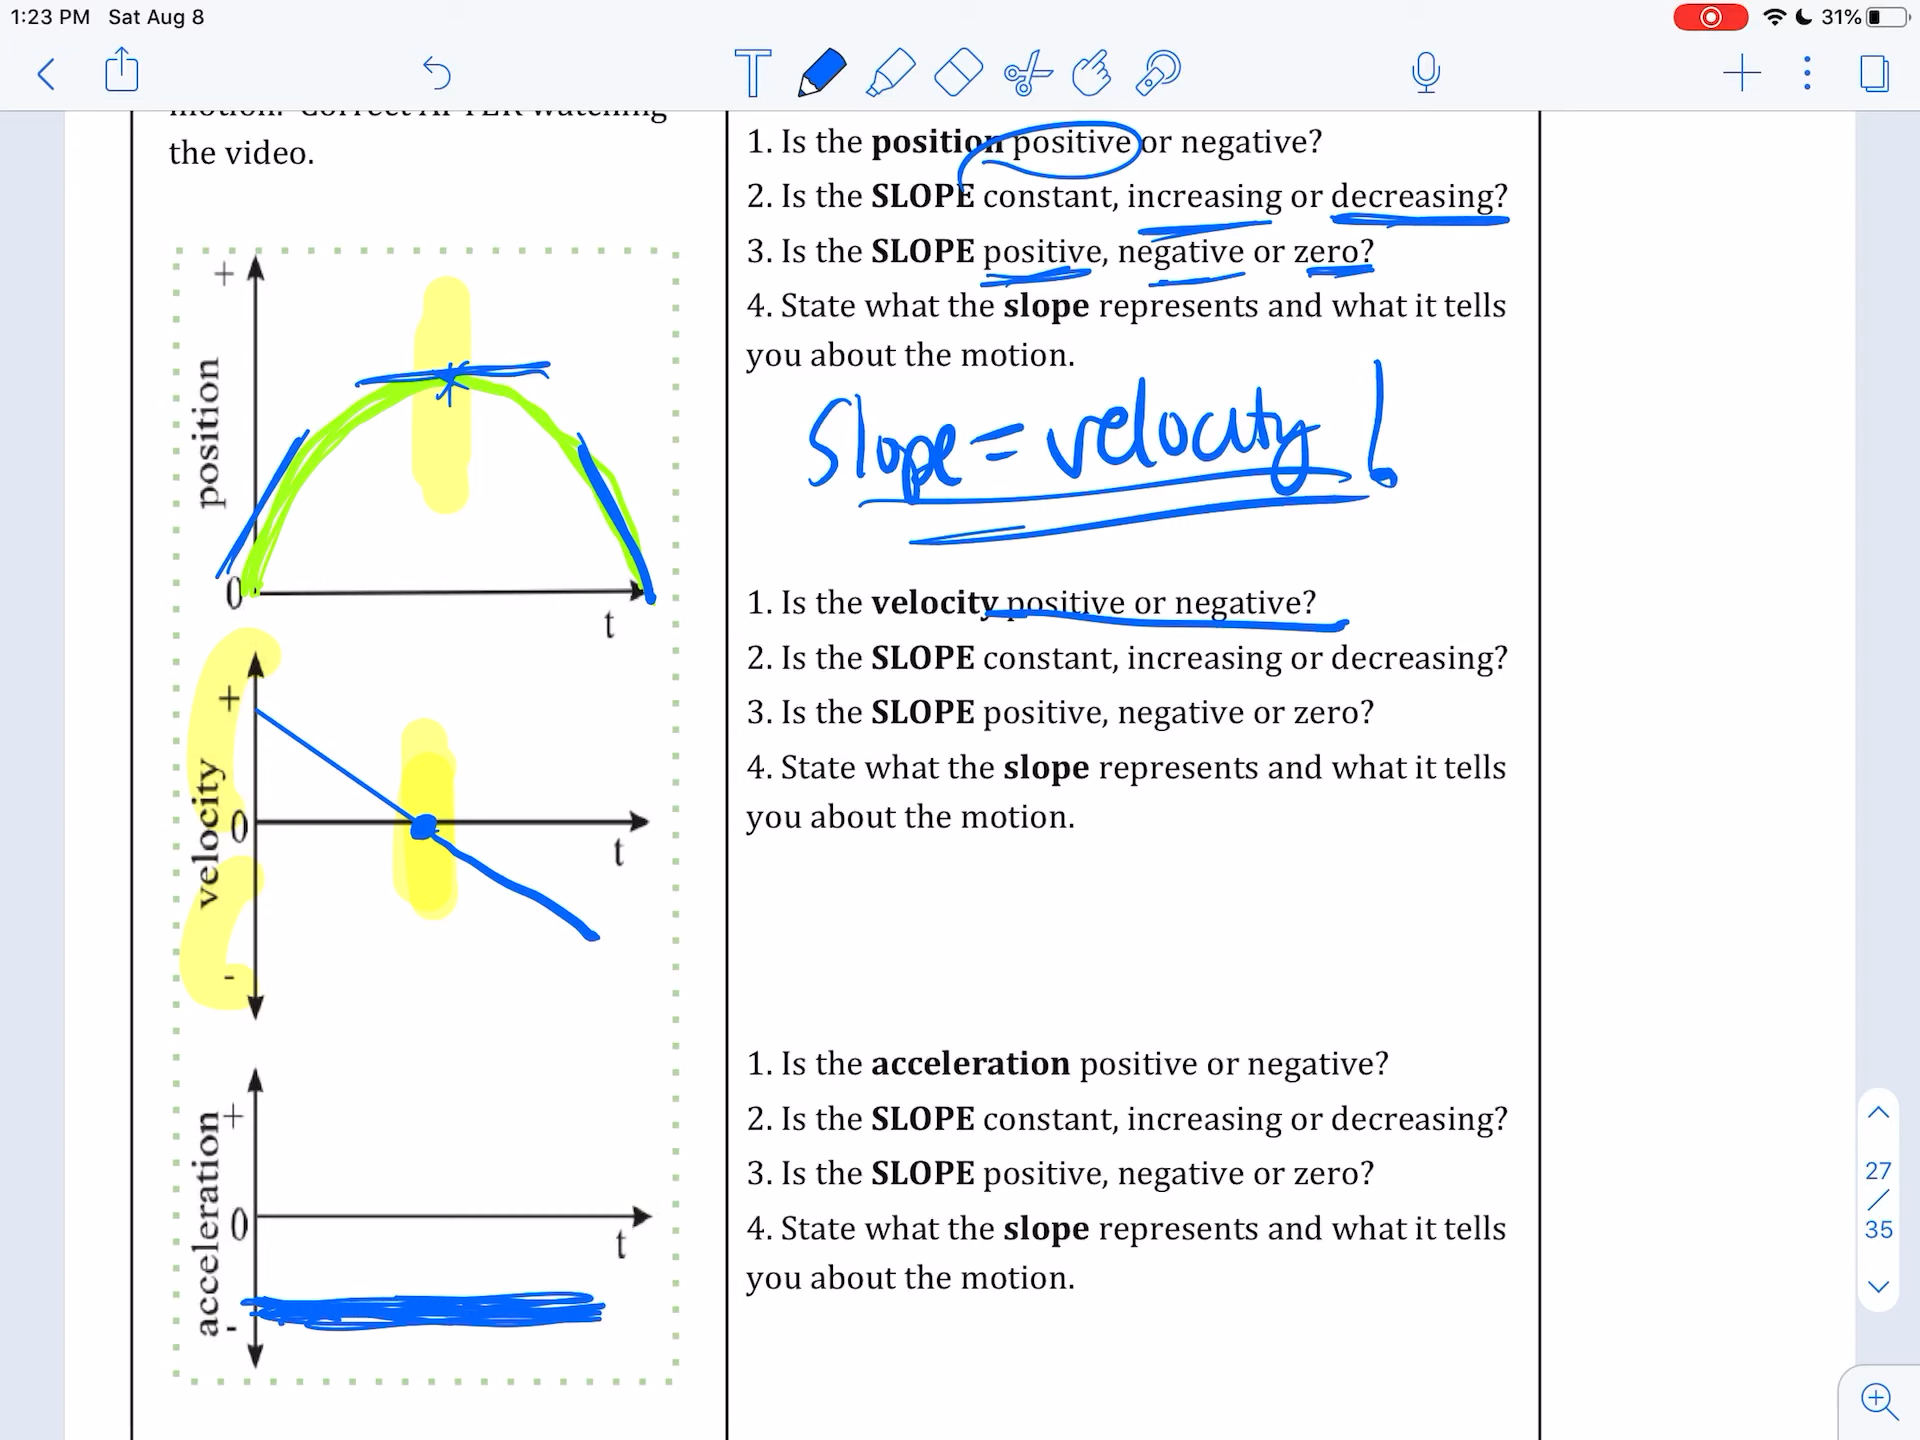 1:23 PM Sat Aug 8
31%
T
the video.
+
position
0
t
+
velocity
0
t
-
+
acceleration
0
t
-
1. Is the position positive or negative?
2. Is the SLOPE constant, increasing or decreasing?
3. Is the SLOPE positive, negative or zero?
4. State what the slope represents and what it tells
you about the motion.
Slope = velocity !
1. Is the velocity positive or negative?
2. Is the SLOPE constant, increasing or decreasing?
3. Is the SLOPE positive, negative or zero?
4. State what the slope represents and what it tells
you about the motion.
1. Is the acceleration positive or negative?
2. Is the SLOPE constant, increasing or decreasing?
3. Is the SLOPE positive, negative or zero?
4. State what the slope represents and what it tells
you about the motion.
27
/
35